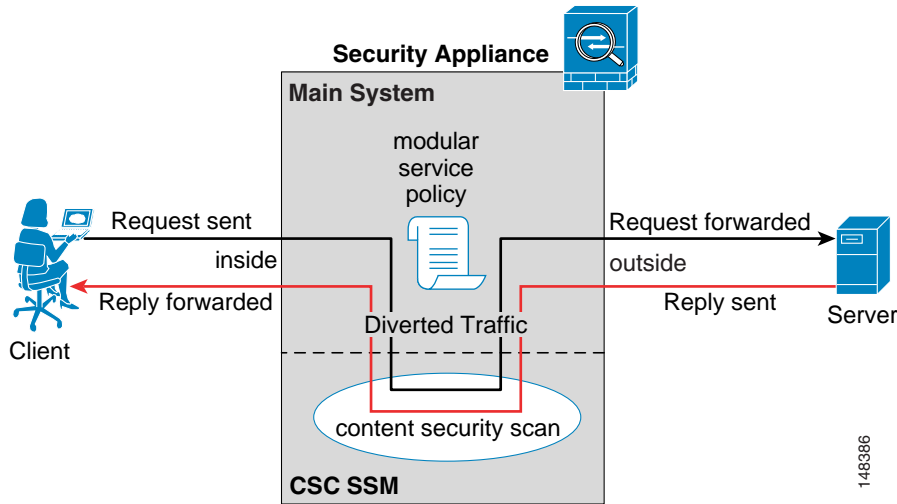 Security Appliance
Main System
modular
service
policy
Request sent
Request forwarded
inside
outside
Reply forwarded
Reply sent
Diverted Traffic
Client
Server
content security scan
CSC SSM
148386